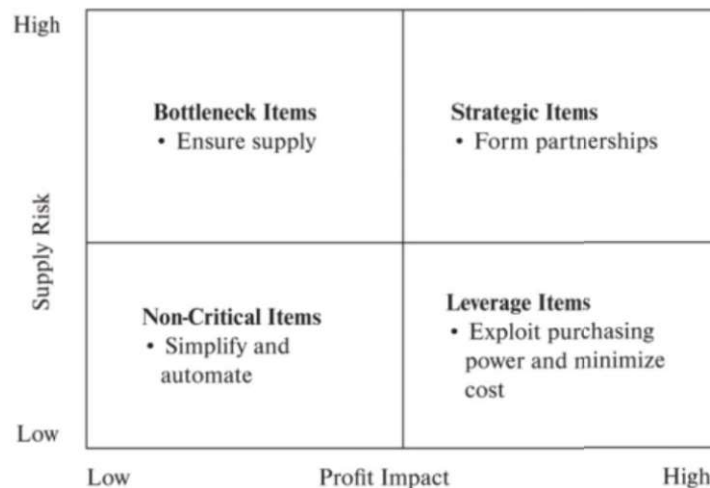 High
Bottleneck Items
• Ensure supply
Strategic Items
• Form partnerships
Supply Risk
Non-Critical Items
• Simplify and
automate
Leverage Items
• Exploit purchasing
power and minimize
cost
Low
Low
Profit Impact
High